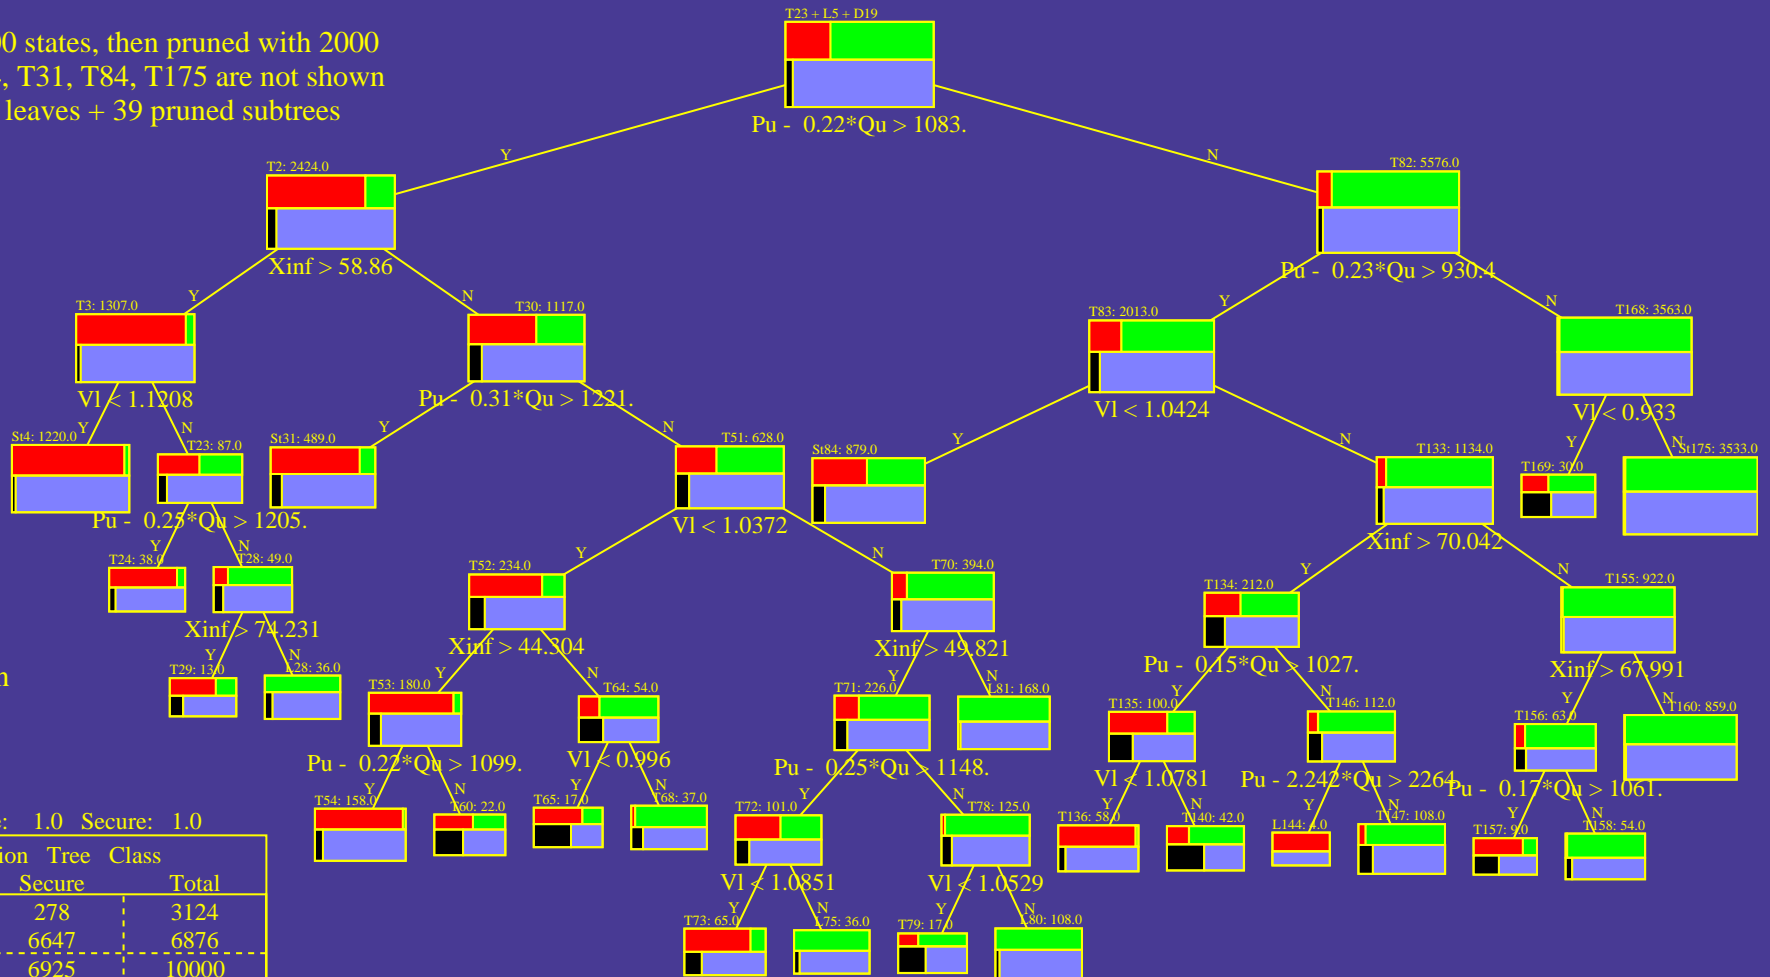 T23 + L5 + D19
0 states, then pruned with 2000
, T31, T84, T175 are not shown
leaves + 39 pruned subtrees
Pu - 0.22*Qu > 1083.
Y
N
T2: 2424.0
T82: 5576.0
Xinf > 58.86
Pu - 0.23*Qu > 930.4
Y
N
Y
N
T3: 1307.0
T30: 1117.0
T83: 2013.0
T168: 3563.0
Vl < 1.1208
Pu - 0.31*Qu > 1221.
Vl < 1.0424
Vl < 0.933
Y
N
Y
N
Y
N
Y
N
St4: 1220.0
T23: 87.0
St31: 489.0
T51: 628.0
St84: 879.0
T133: 1134.0
T169: 30.0
St175: 3533.0
Pu - 0.25*Qu > 1205.
Vl < 1.0372
Xinf > 70.042
Y
N
Y
N
Y
N
T24: 38.0
T28: 49.0
T52: 234.0
T70: 394.0
T134: 212.0
T155: 922.0
Xinf > 74.231
Xinf > 44.304
Xinf > 49.821
Pu - 0.15*Qu > 1027.
Xinf > 67.991
Y
N
Y
N
Y
N
Y
N
Y
N
T29: 13.0
L28: 36.0
T53: 180.0
T64: 54.0
T71: 226.0
L81: 168.0
T135: 100.0
T146: 112.0
T156: 63.0
T160: 859.0
n
Pu - 0.22*Qu > 1099.
Vl < 0.996
Pu - 0.25*Qu > 1148.
Vl < 1.0781
Pu - 2.242*Qu > 2264.
Pu - 0.17*Qu > 1061.
Y
N
Y
N
Y
N
Y
N
Y
N
Y
N
T54: 158.0
T60: 22.0
T65: 17.0
T68: 37.0
T72: 101.0
T78: 125.0
T136: 58.0
T140: 42.0
L144: 4.0
T147: 108.0
T157: 9.0
T158: 54.0
Vl < 1.0851
Vl < 1.0529
Y
N
Y
N
T73: 65.0
L75: 36.0
T79: 17.0
L80: 108.0
: 1.0 Secure: 1.0
ion Tree Class
Secure Total
278 3124
6647 6876
6925 10000